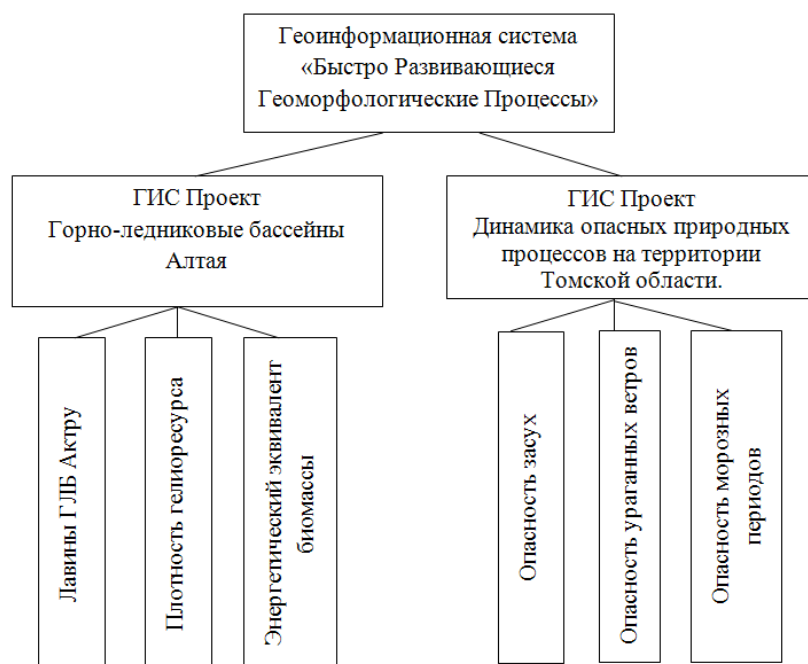 Геоинформационная система
«Быстро Развивающиеся
Геоморфологические Процессы»
ГИС Проект
Горно-ледниковые бассейны
Алтая
ГИС Проект
Динамика опасных природных
процессов на территории
Томской области.
Лавины ГЛБ Актру
Плотность гелиоресурса
Энергетический эквивалент
биомассы
Опасность засух
Опасность ураганных ветров
Опасность морозных
периодов